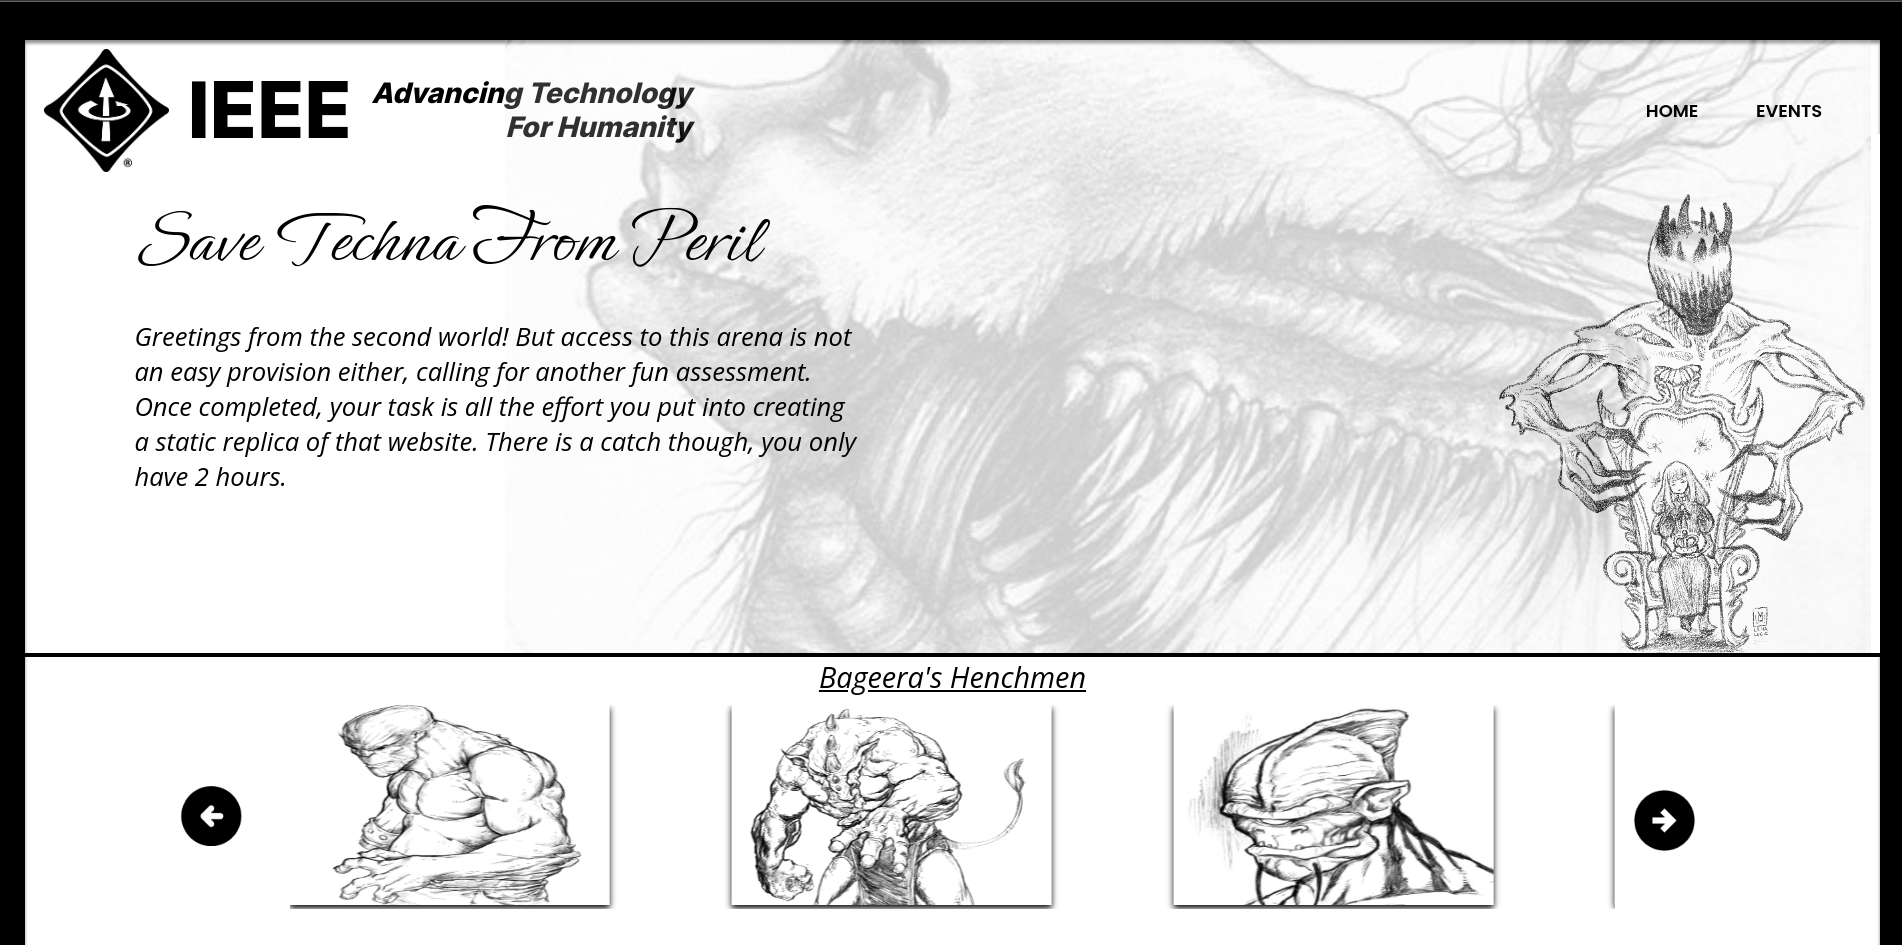 IEEE
Advancing Technology
For Humanity
®
HOME
EVENTS
Save Techna From Peril
Greetings from the second world! But access to this arena is not
an easy provision either, calling for another fun assessment.
Once completed, your task is all the effort you put into creating
a static replica of that website. There is a catch though, you only
have 2 hours.
Bageera's Henchmen